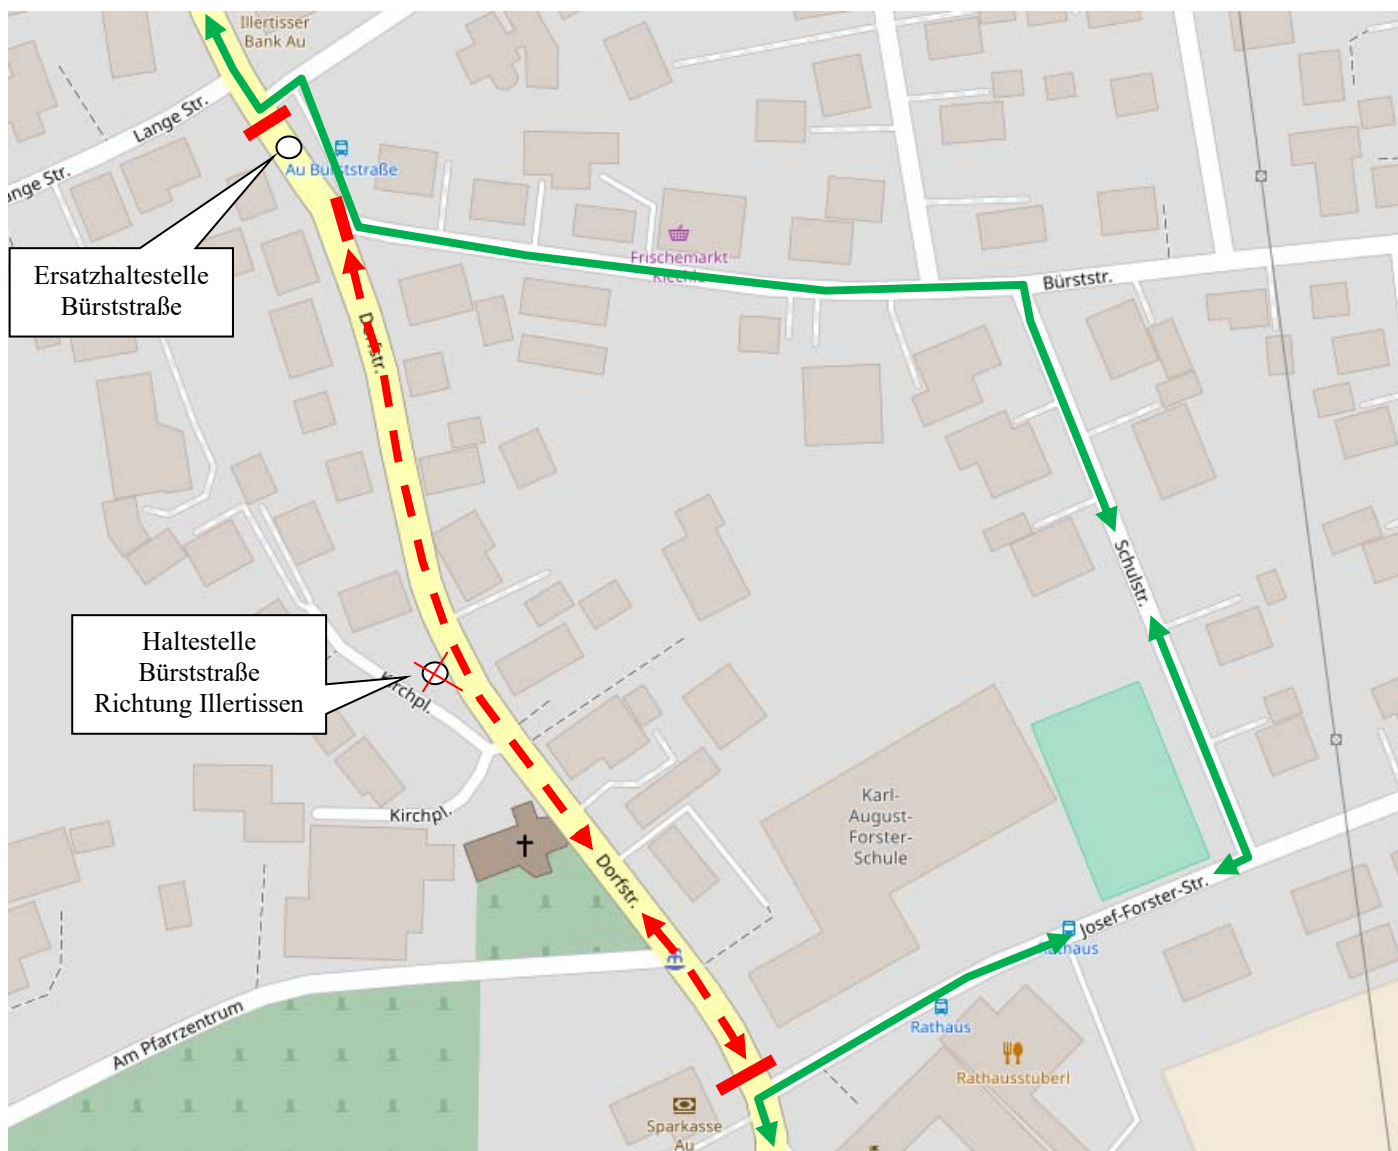 Illertisser
Bank Au
Lange Str.
Lange Str.
Au Bürststraße
Ersatzhaltestelle
Bürststraße
Frischemarkt
Bürststr.
Dorfstr.
Schulstr.
Haltestelle
Bürststraße
Richtung Illertissen
Kirchpl.
Kirchpl.
Karl-
August-
Forster-
Schule
Dorfstr.
Josef-Forster-Str.
Rathaus
Am Pfarrzentrum
Rathaus
Rathausstüberl
Sparkasse
Au